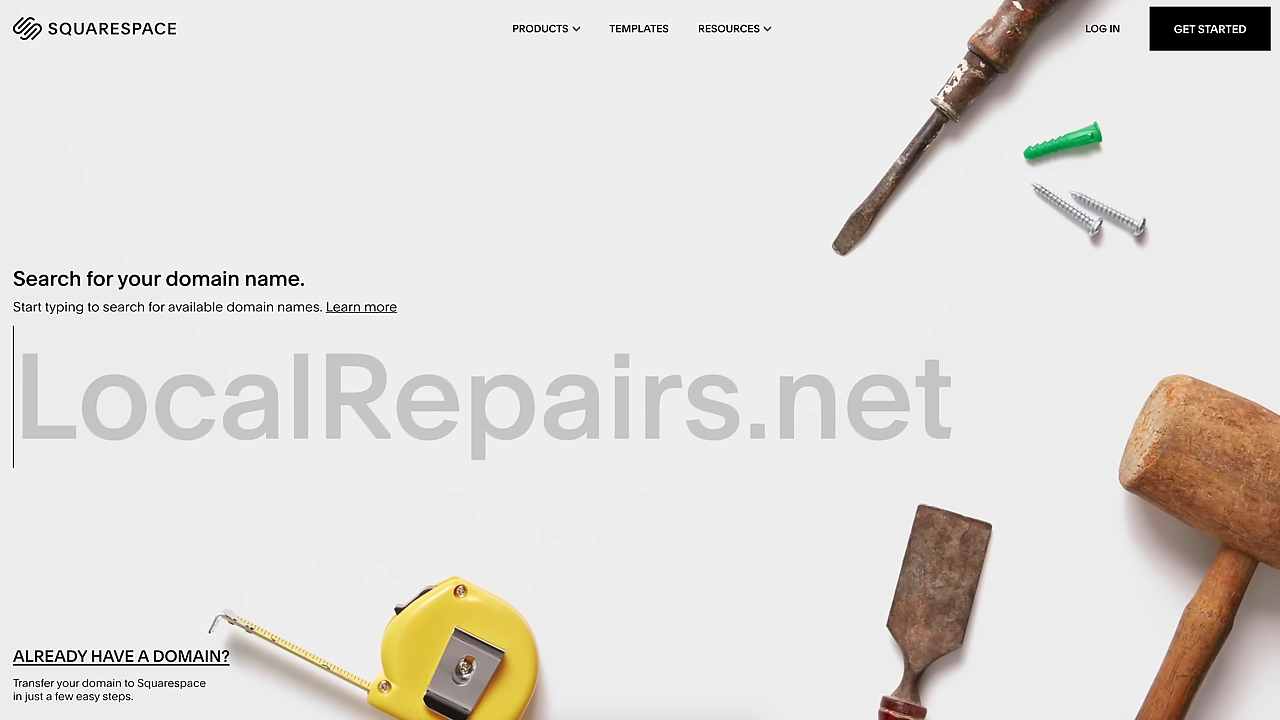 SQUARESPACE
PRODUCTS
TEMPLATES
RESOURCES
LOG IN
GET STARTED
Search for your domain name.
Start typing to search for available domain names. Learn more
LocalRepairs.net
ALREADY HAVE A DOMAIN?
Transfer your domain to Squarespace
in just a few easy steps.